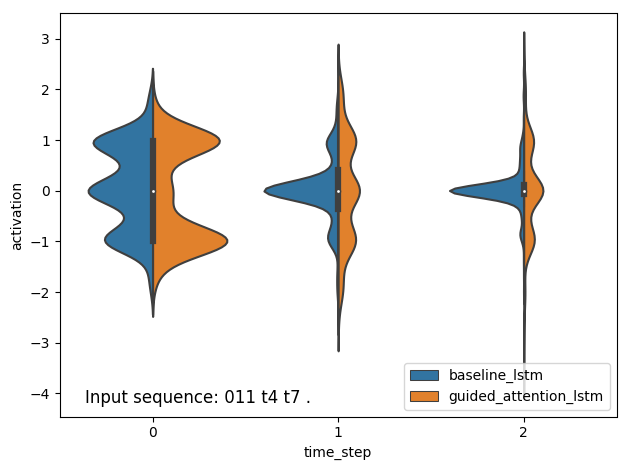 3
2
1
0
−1
−2
−3
−4
activation
Input sequence: 011 t4 t7 .
baseline_lstm
guided_attention_lstm
0 1 2
time_step